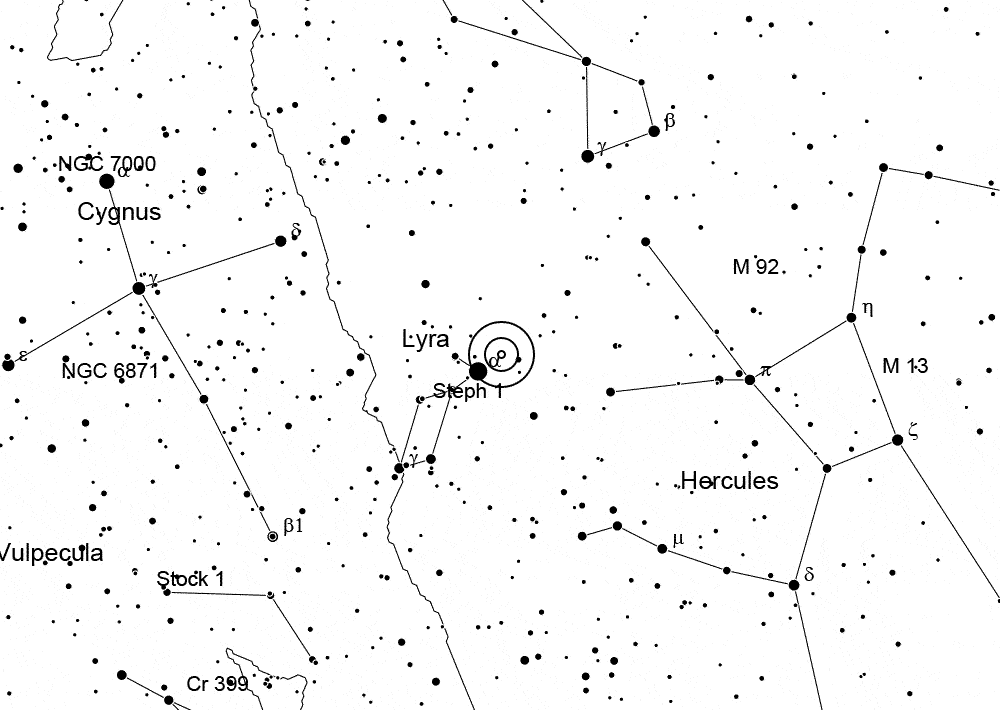 β
γ
NGC 7000
α
Cygnus
δ
M 92
γ
η
Lyra
ε
α
NGC 6871
M 13
π
Steph 1
ζ
γ
Hercules
β1
μ
Vulpecula
Stock 1
δ
Cr 399